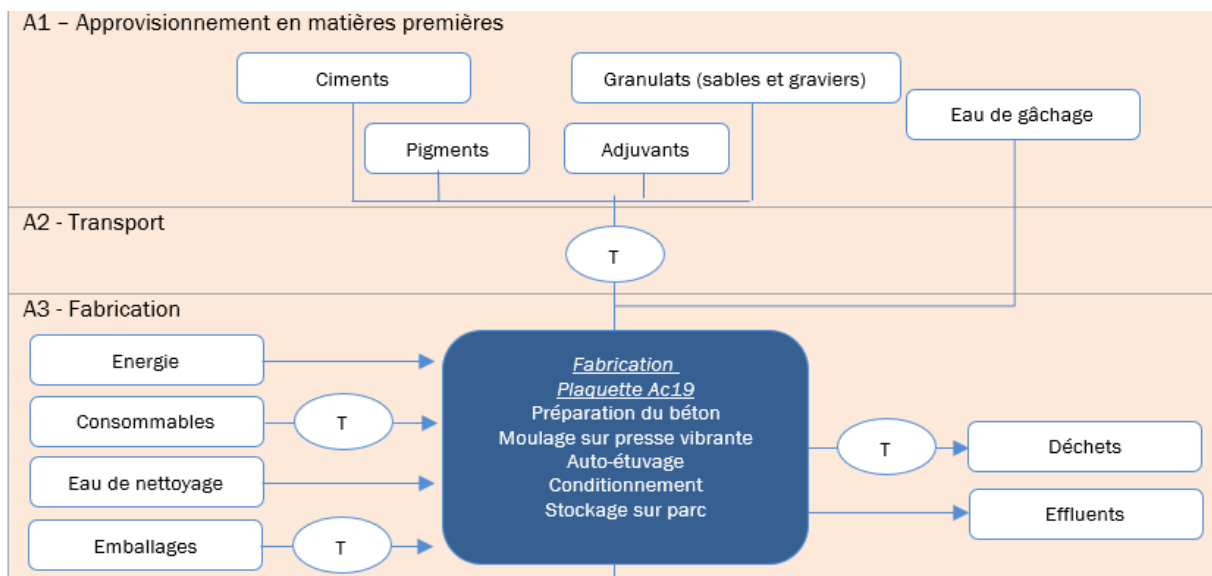 A1 – Approvisionnement en matières premières
Ciments
Granulats (sables et graviers)
Eau de gâchage
Pigments
Adjuvants
A2 - Transport
T
A3 - Fabrication
Energie
Consommables
T
Eau de nettoyage
Emballages
T
Fabrication
Plaquette Ac19
Préparation du béton
Moulage sur presse vibrante
Auto-étuvage
Conditionnement
Stockage sur parc
T
Déchets
Effluents